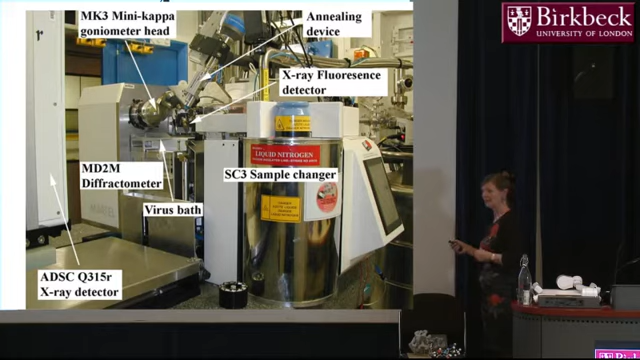 Birkbeck
UNIVERSITY OF LONDON
MK3 Mini-kappa
goniometer head
Annealing
device
X-ray Fluoresence
detector
LIQUID NITROGEN
SC3 Sample changer
MD2M
Diffractometer
Virus bath
ADSC Q315r
X-ray detector